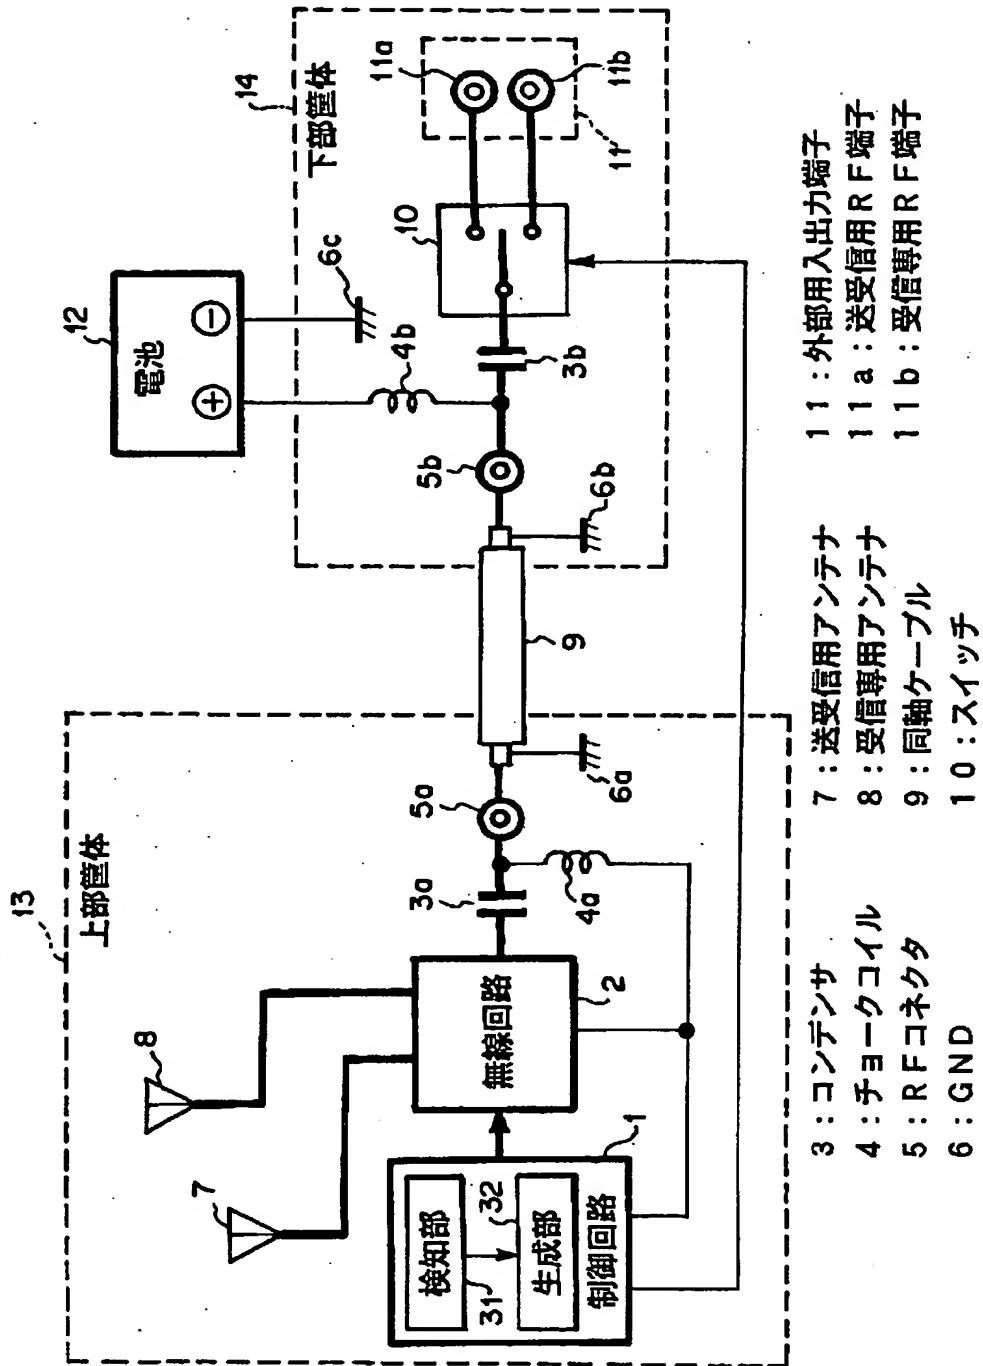 13
上部筐体
7
8
検知部
31
32
生成部
制御回路
1
無線回路
2
3a
4a
5a
6a
9
12
電池
+
−
14
下部筐体
5b
6b
4b
6c
3b
10
11a
11b
11
3：コンデンサ
4：チョークコイル
5：RFコネクタ
6：GND
7：送受信用アンテナ
8：受信専用アンテナ
9：同軸ケーブル
10：スイッチ
11：外部用入出力端子
11a：送受信用RF端子
11b：受信専用RF端子